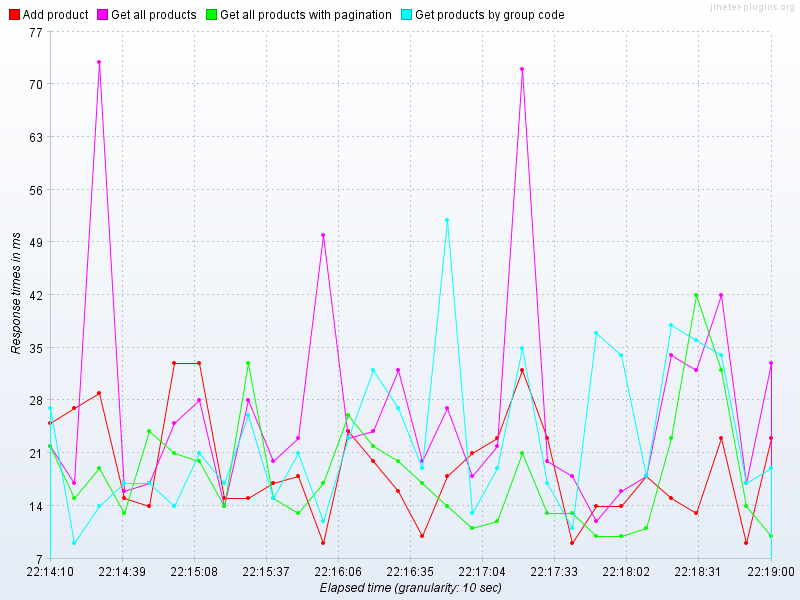 Add product Get all products Get all products with pagination Get products by group code
jmeter-plugins.org
77
70
63
56
49
42
35
28
21
14
7
Response times in ms
22:14:10 22:14:39 22:15:08 22:15:37 22:16:06 22:16:35 22:17:04 22:17:33 22:18:02 22:18:31 22:19:00
Elapsed time (granularity: 10 sec)